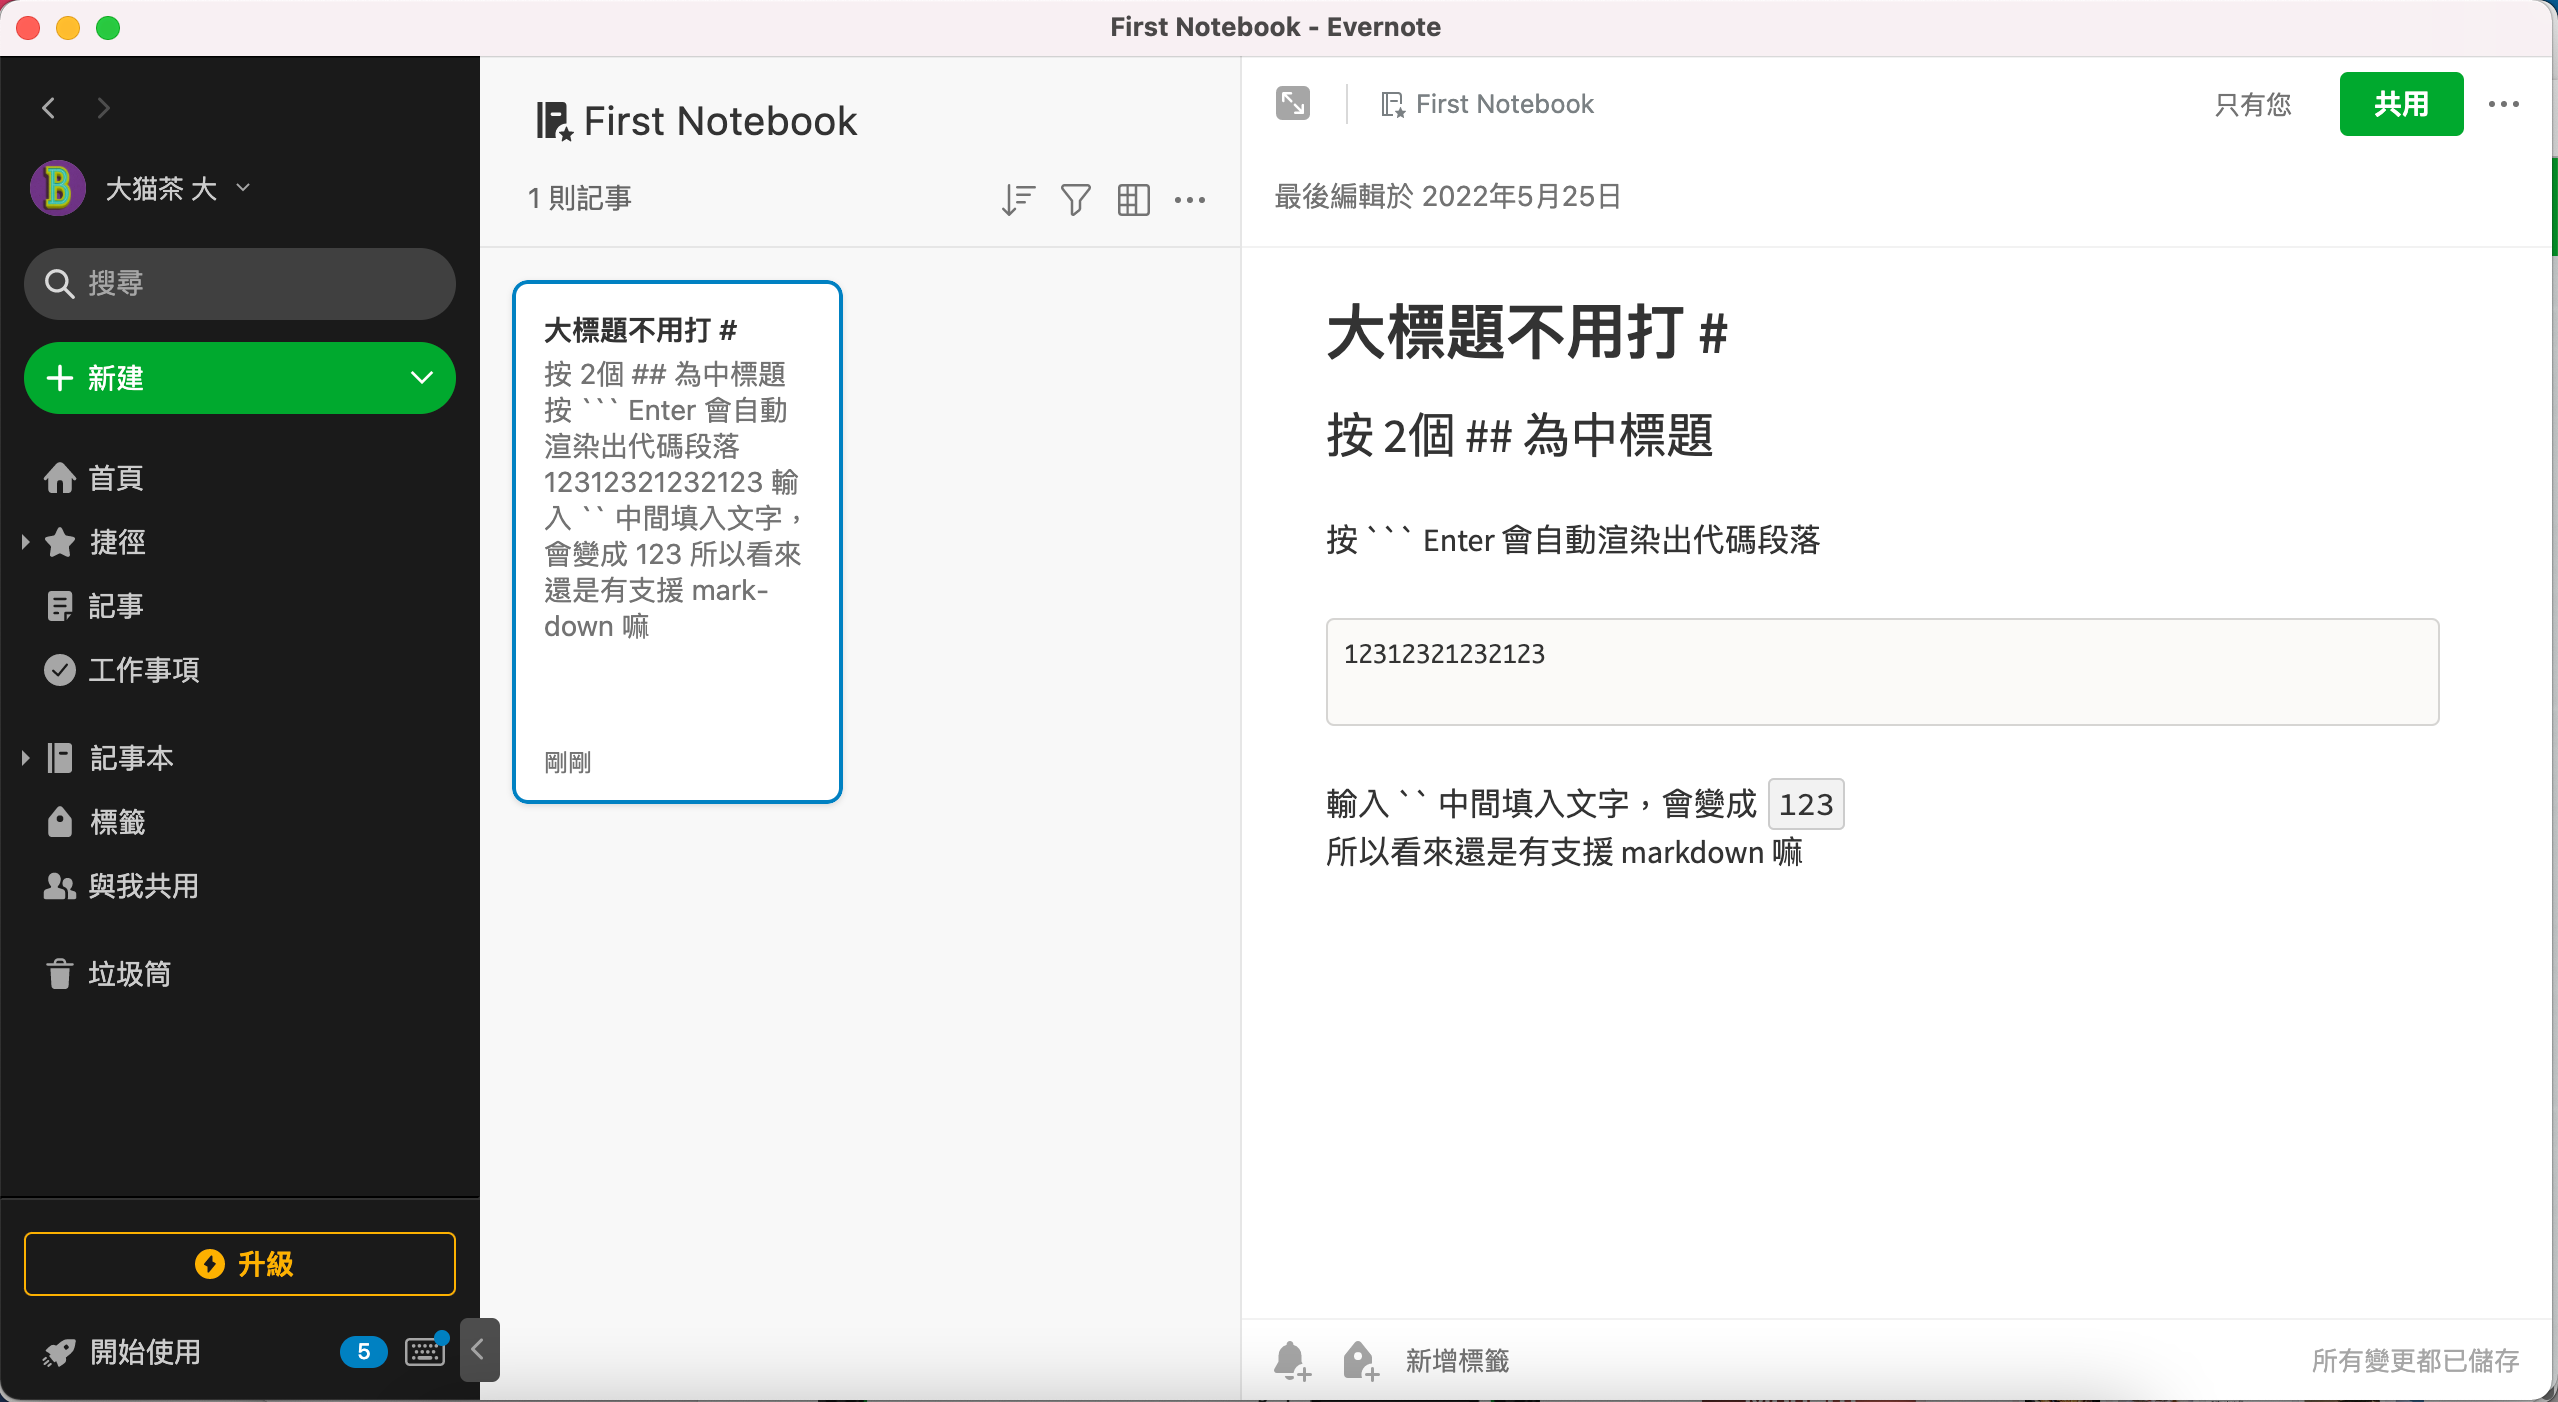 First Notebook - Evernote
大猫茶 大
搜尋
新建
首頁
捷徑
記事
工作事項
記事本
標籤
與我共用
垃圾筒
升級
開始使用
5
First Notebook
1 則記事
大標題不用打 #
按 2個 ## 為中標題
按 ``` Enter 會自動
渲染出代碼段落
12312321232123 輸
入 `` 中間填入文字，
會變成 123 所以看來
還是有支援 mark-
down 嘛
剛剛
First Notebook
只有您
共用
最後編輯於 2022年5月25日
大標題不用打 #
按 2個 ## 為中標題
按 ``` Enter 會自動渲染出代碼段落
12312321232123
輸入 `` 中間填入文字，會變成 123
所以看來還是有支援 markdown 嘛
新增標籤
所有變更都已儲存